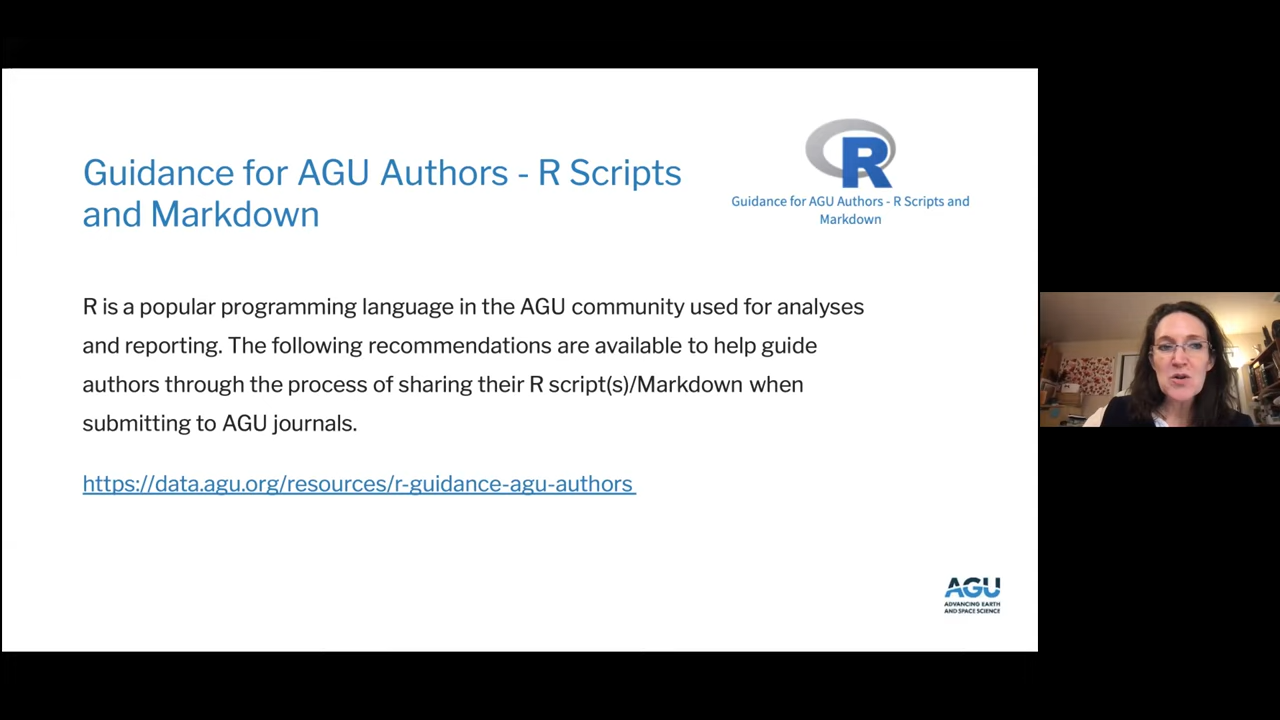 Guidance for AGU Authors - R Scripts
and Markdown
R
Guidance for AGU Authors - R Scripts and
Markdown
R is a popular programming language in the AGU community used for analyses
and reporting. The following recommendations are available to help guide
authors through the process of sharing their R script(s)/Markdown when
submitting to AGU journals.
https://data.agu.org/resources/r-guidance-agu-authors
AGU
ADVANCING EARTH
AND SPACE SCIENCE